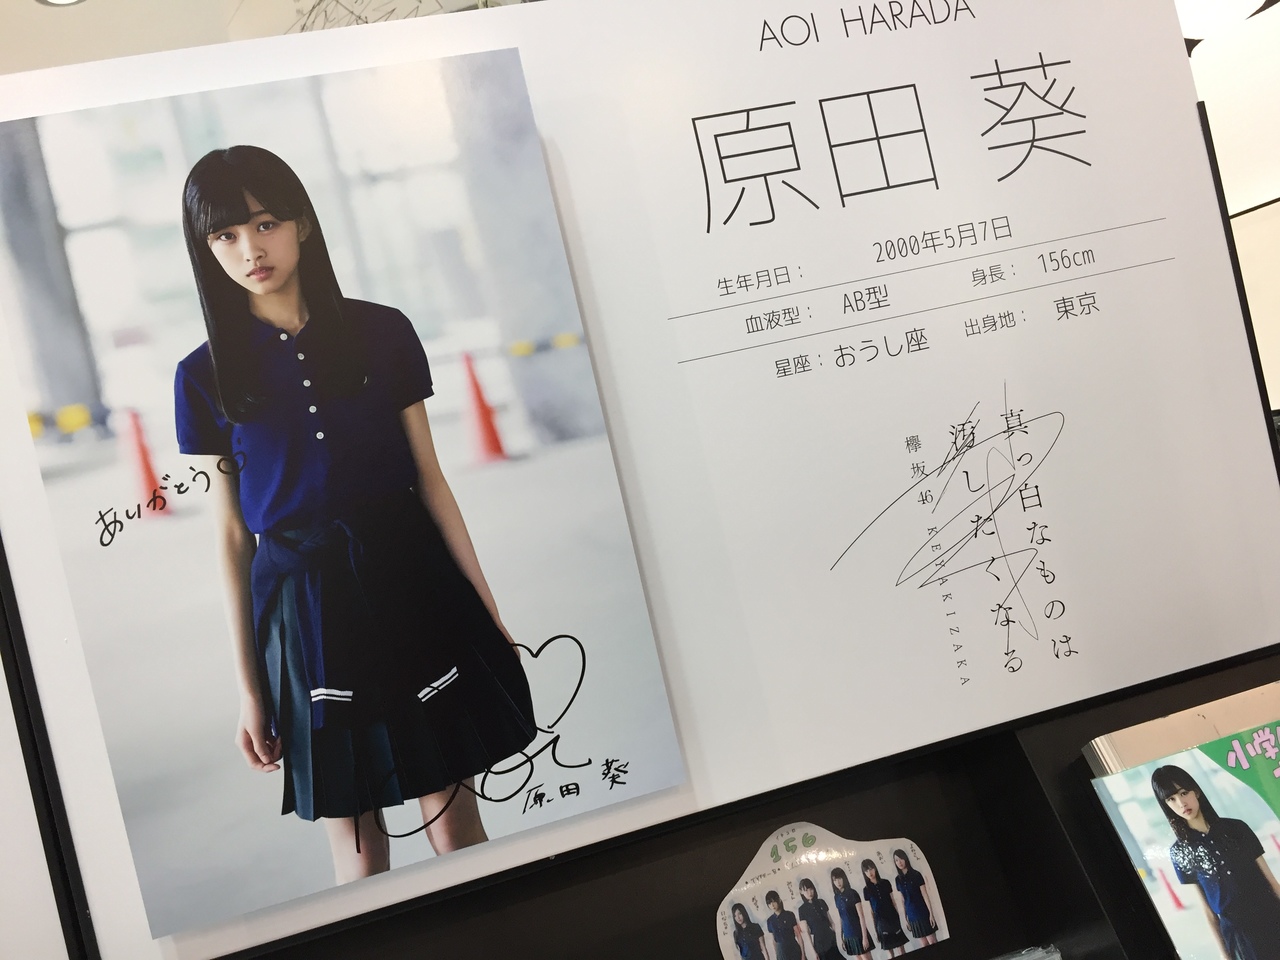 AOI HARADA
原田 葵
生年月日： 2000年5月7日
血液型： AB型 身長： 156cm
星座：おうし座 出身地： 東京
真っ白なものは
汚したくなる
欅坂46 KEYAKIZAKA
ありがとう♡
原田 葵
156
小学